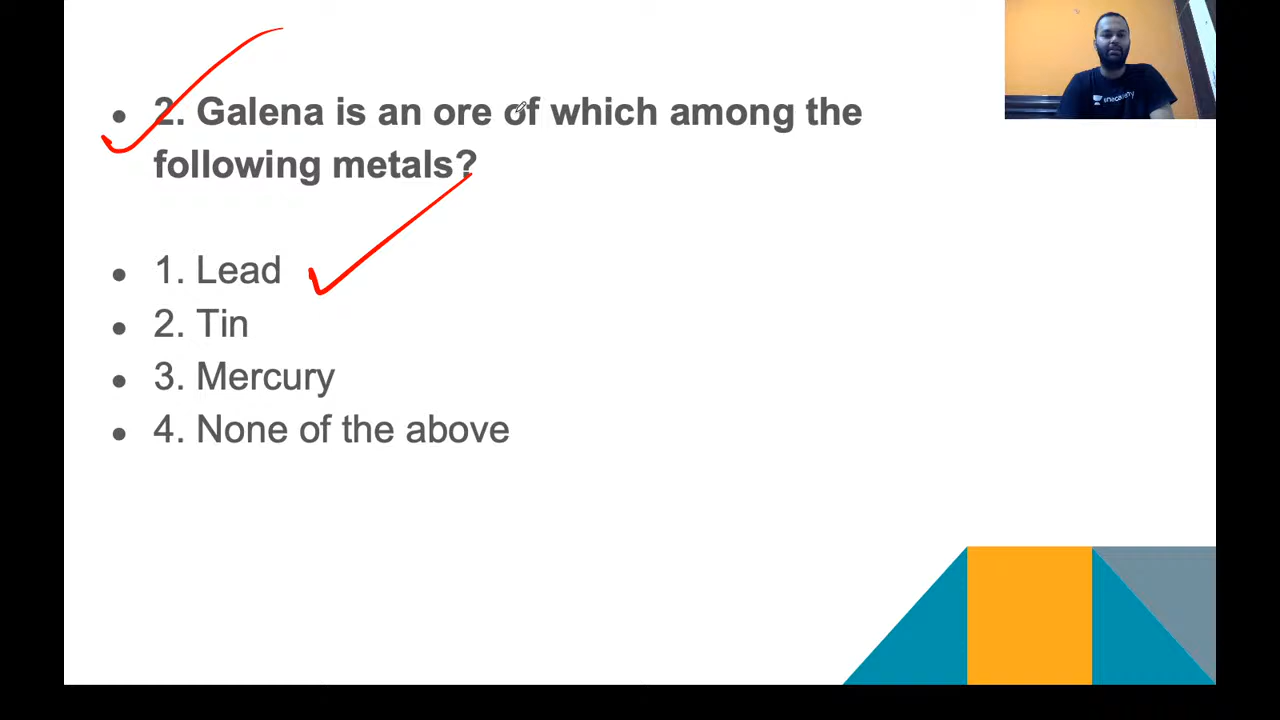 • 2. Galena is an ore of which among the
following metals?
• 1. Lead
• 2. Tin
• 3. Mercury
• 4. None of the above
unacademy